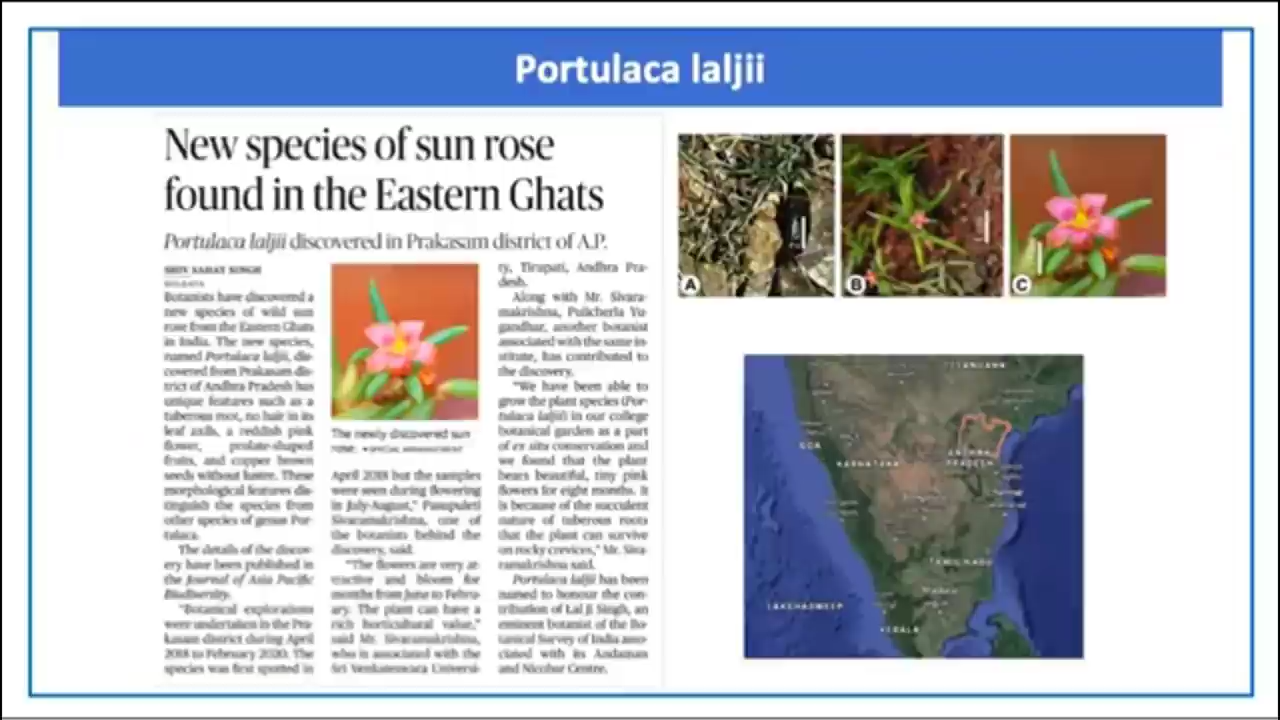 Portulaca laljii
New species of sun rose
found in the Eastern Ghats
Portulaca laljii discovered in Prakasam district of A.P.
SHIV SAHAY SINGH
KOLKATA
Botanists have discovered a
new species of wild sun
rose from the Eastern Ghats
in India. The new species,
named Portulaca laljii, dis-
covered from Prakasam dis-
trict of Andhra Pradesh has
unique features such as a
tuberous root, no hair in its
leaf axils, a reddish pink
flower, prolate-shaped
fruits, and copper brown
seeds without lustre. These
morphological features dis-
tinguish the species from
other species of genus Por-
tulaca.
The details of the discov-
ery have been published in
the Journal of Asia Pacific
Biodiversity.
"Botanical explorations
were undertaken in the Pra-
kasam district during April
2018 to February 2020. The
species was first spotted in
The newly discovered sun
rose. • SPECIAL ARRANGEMENT
April 2018 but the samples
were seen during flowering
in July-August," Pasupuleti
Sivaramakrishna, one of
the botanists behind the
discovery, said.
"The flowers are very at-
tractive and bloom for
months from June to Febru-
ary. The plant can have a
rich horticultural value,"
said Mr. Sivaramakrishna,
who is associated with the
Sri Venkateswara Universi-
ty, Tirupati, Andhra Pra-
desh.
Along with Mr. Sivara-
makrishna, Pulicherla Yu-
gandhar, another botanist
associated with the same in-
stitute, has contributed to
the discovery.
"We have been able to
grow the plant species (Por-
tulaca laljii) in our college
botanical garden as a part
of ex situ conservation and
we found that the plant
bears beautiful, tiny pink
flowers for eight months. It
is because of the succulent
nature of tuberous roots
that the plant can survive
on rocky crevices," Mr. Siva-
ramakrishna said.
Portulaca laljii has been
named to honour the con-
tribution of Lal Ji Singh, an
eminent botanist of the Bo-
tanical Survey of India asso-
ciated with its Andaman
and Nicobar Centre.
A
B
C
TELANGANA
GOA
KARNATAKA
ANDHRA
PRADESH
TAMIL NADU
LAKSHADWEEP
KERALA